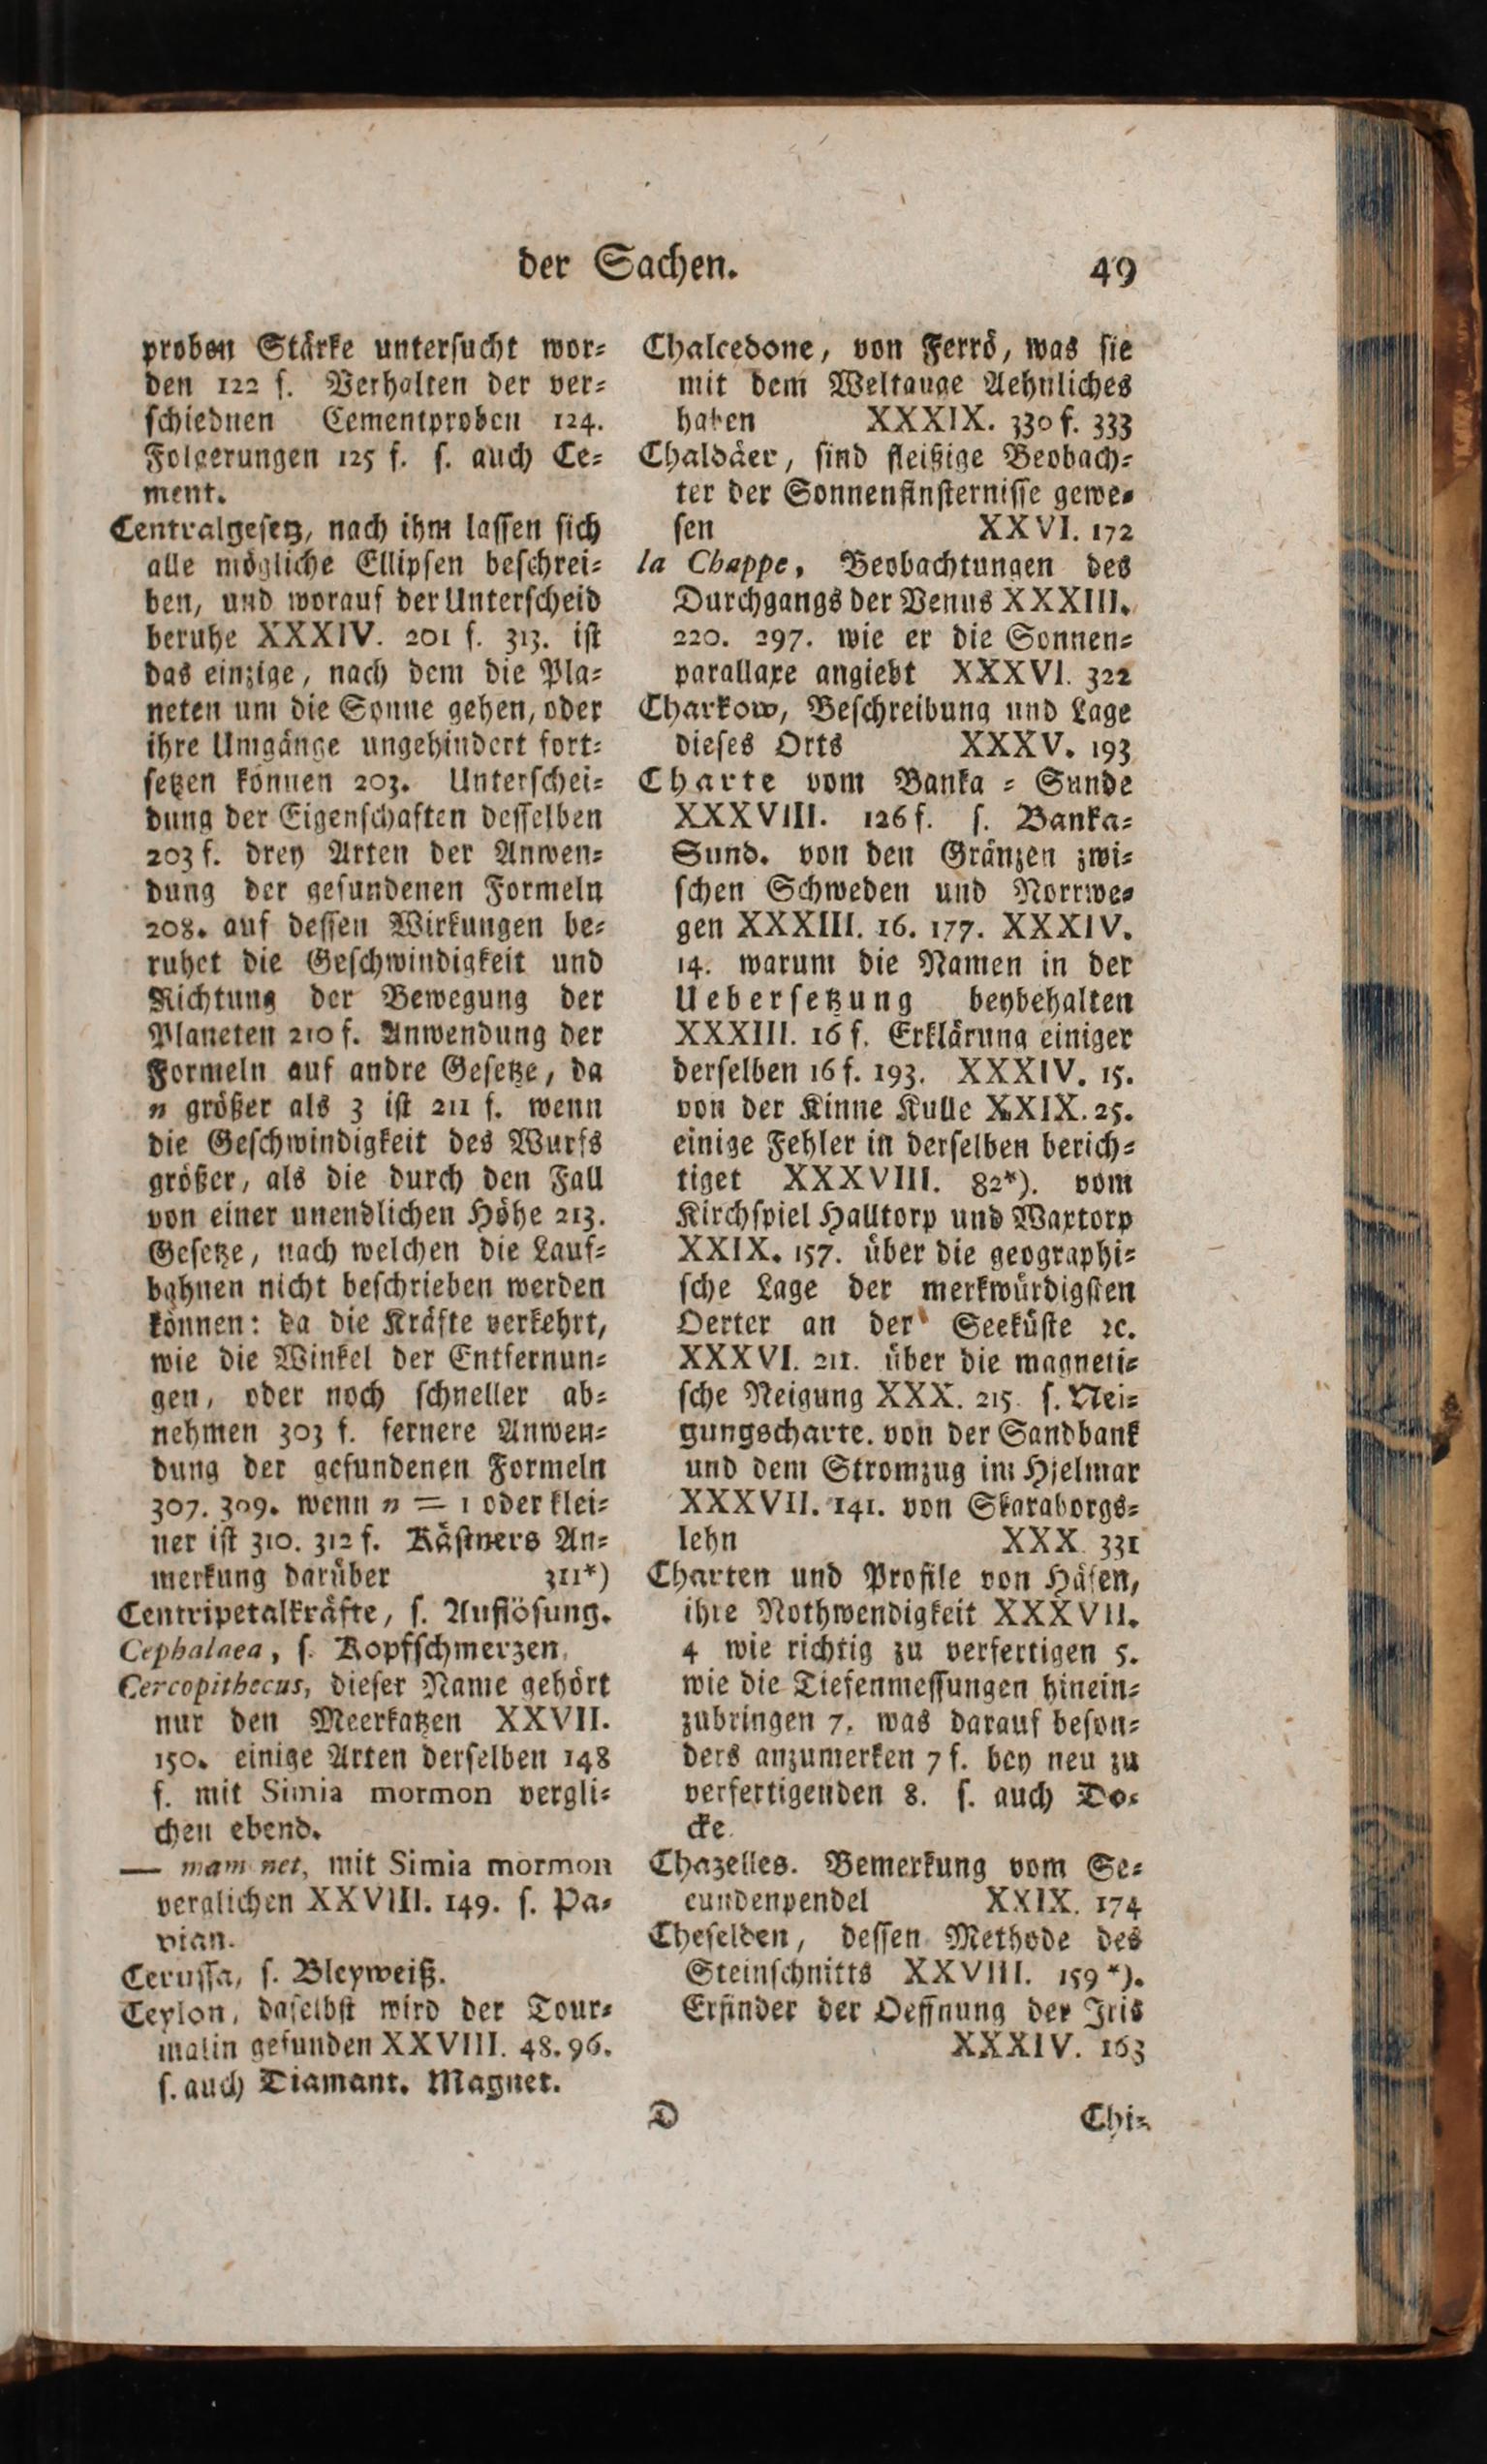 der Sachen. 49
proben Stärke unterſucht wor⸗
den 122 f. Verhalten der ver⸗
ſchiednen Cementproben 124.
Folgerungen 125 f. ſ. auch Ce⸗
ment.
Centralgeſetz, nach ihm laſſen ſich
alle mögliche Ellipſen beſchrei⸗
ben, und worauf der Unterſcheid
beruhe XXXIV. 201 f. 313. iſt
das einzige, nach dem die Pla⸗
neten um die Sonne gehen, oder
ihre Umgänge ungehindert fort⸗
ſetzen können 203. Unterſchei⸗
dung der Eigenſchaften deſſelben
203 f. drey Arten der Anwen⸗
dung der gefundenen Formeln
208. auf deſſen Wirkungen be⸗
ruhet die Geſchwindigkeit und
Richtung der Bewegung der
Planeten 210 f. Anwendung der
Formeln auf andre Geſetze, da
n größer als 3 iſt 211 f. wenn
die Geſchwindigkeit des Wurfs
größer, als die durch den Fall
von einer unendlichen Höhe 213.
Geſetze, nach welchen die Lauf⸗
bahnen nicht beſchrieben werden
können: da die Kräfte verkehrt,
wie die Winkel der Entfernun⸗
gen, oder noch ſchneller ab⸗
nehmen 303 f. fernere Anwen⸗
dung der gefundenen Formeln
307. 309. wenn n = 1 oder klei⸗
ner iſt 310. 312 f. Käſtners An⸗
merkung darüber 311*)
Centripetalkräfte, ſ. Auflöſung.
Cephalaea, ſ. Kopfſchmerzen.
Cercopithecus, dieſer Name gehört
nur den Meerkatzen XXVII.
150. einige Arten derſelben 148
f. mit Simia mormon vergli⸗
chen ebend.
— mam net, mit Simia mormon
verglichen XXVIII. 149. ſ. Pa⸗
vian.
Ceruſſa, ſ. Bleyweiß.
Ceylon, daſelbſt wird der Tour⸗
malin gefunden XXVIII. 48. 96.
ſ. auch Diamant. Magnet.
Chalcedone, von Ferrö, was ſie
mit dem Weltauge Aehnliches
haben XXXIX. 330 f. 333
Chaldäer, ſind fleißige Beobach⸗
ter der Sonnenfinſterniſſe gewe⸗
ſen XXVI. 172
la Chappe, Beobachtungen des
Durchgangs der Venus XXXIII.
220. 297. wie er die Sonnen⸗
parallaxe angiebt XXXVI. 322
Charkow, Beſchreibung und Lage
dieſes Orts XXXV. 193
Charte vom Banka⸗Sunde
XXXVIII. 126 f. ſ. Banka⸗
Sund. von den Gränzen zwi⸗
ſchen Schweden und Norrwe⸗
gen XXXIII. 16. 177. XXXIV.
14. warum die Namen in der
Ueberſetzung beybehalten
XXXIII. 16 f. Erklärung einiger
derſelben 16 f. 193. XXXIV. 15.
von der Kinne Kulle XXIX. 25.
einige Fehler in derſelben berich⸗
tiget XXXVIII. 82*). vom
Kirchſpiel Halltorp und Waxtorp
XXIX. 157. über die geographi⸗
ſche Lage der merkwürdigſten
Oerter an der Seeküſte ꝛc.
XXXVI. 211. über die magneti⸗
ſche Neigung XXX. 215. ſ. Nei⸗
gungscharte. von der Sandbank
und dem Stromzug im Hjelmar
XXXVII. 141. von Skaraborgs⸗
lehn XXX. 331
Charten und Profile von Häfen,
ihre Nothwendigkeit XXXVII.
4 wie richtig zu verfertigen 5.
wie die Tiefenmeſſungen hinein⸗
zubringen 7. was darauf beſon⸗
ders anzumerken 7 f. bey neu zu
verfertigenden 8. ſ. auch Do⸗
cke.
Chazelles. Bemerkung vom Se⸗
cundenpendel XXIX. 174
Cheſelden, deſſen Methode des
Steinſchnitts XXVIII. 159*).
Erfinder der Oeffnung der Iris
XXXIV. 163
D Chi⸗